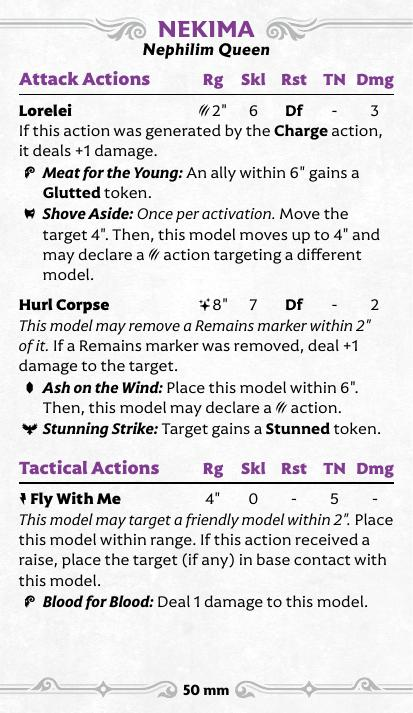 NEKIMA
Nephilim Queen
Attack Actions Rg Skl Rst TN Dmg
Lorelei 2" 6 Df - 3
If this action was generated by the Charge action,
it deals +1 damage.
Meat for the Young: An ally within 6" gains a
Glutted token.
Shove Aside: Once per activation. Move the
target 4". Then, this model moves up to 4" and
may declare a action targeting a different
model.
Hurl Corpse 8" 7 Df - 2
This model may remove a Remains marker within 2"
of it. If a Remains marker was removed, deal +1
damage to the target.
Ash on the Wind: Place this model within 6".
Then, this model may declare a action.
Stunning Strike: Target gains a Stunned token.
Tactical Actions Rg Skl Rst TN Dmg
Fly With Me 4" 0 - 5 -
This model may target a friendly model within 2". Place
this model within range. If this action received a
raise, place the target (if any) in base contact with
this model.
Blood for Blood: Deal 1 damage to this model.
50 mm